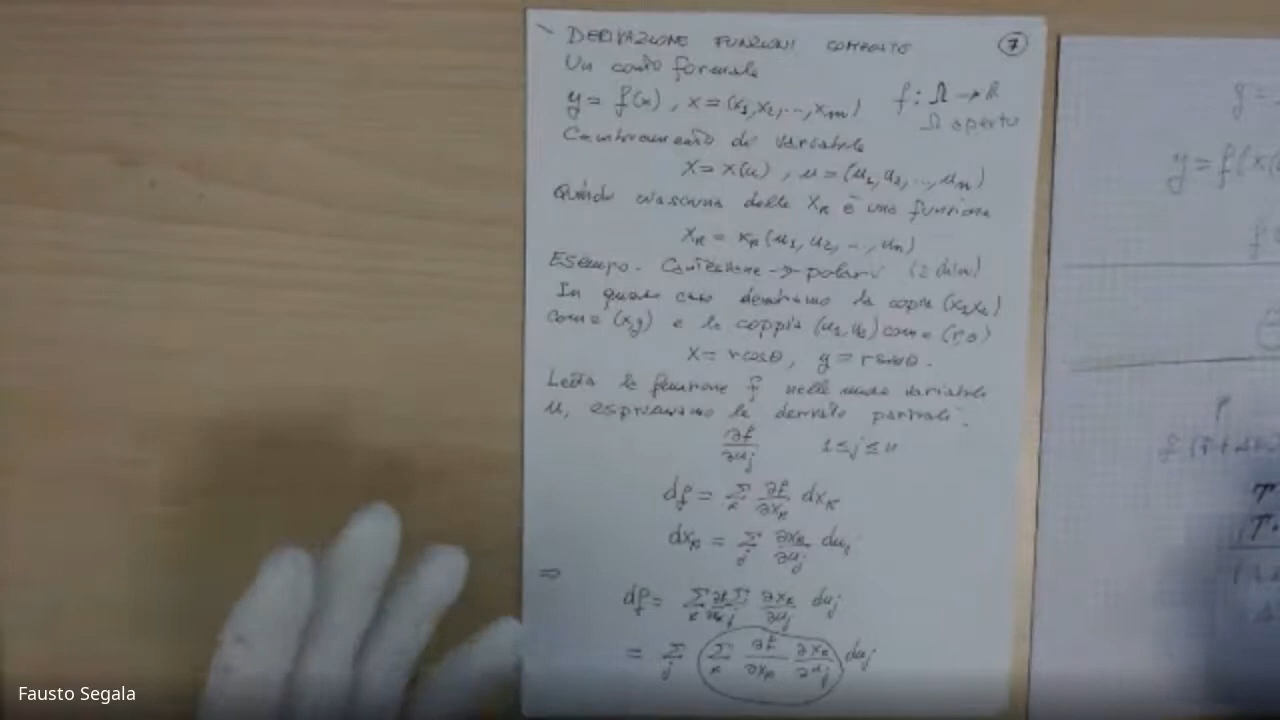 DERIVAZIONE FUNZIONI COMPOSTE 7
Un conto formale
y = f(x), x = (x₁, x₂, ..., xₘ) f: Ω → R
Ω aperto
Cambiamento di variabile
x = x(u), u = (u₁, u₂, ..., uₙ)
Quindi ciascuna delle xₖ è una funzione
xₖ = xₖ(u₁, u₂, ..., uₙ)
Esempio. Cartesiane → polari (2 dim)
In questo caso la coppia (x₁ x₂)
come (x,y) e la coppia (u₁, u₂) come (r, θ)
x = r cosθ, y = r senθ.
Letta la funzione f nelle nuove variabili
u, esprimiamo le derivate parziali:
∂f/∂uⱼ 1 ≤ j ≤ n
df = Σₖ ∂f/∂xₖ dxₖ
dxₖ = Σⱼ ∂xₖ/∂uⱼ duⱼ
⇒
df = Σₖ ∂f/∂xₖ Σⱼ ∂xₖ/∂uⱼ duⱼ
= Σⱼ Σₖ ∂f/∂xₖ ∂xₖ/∂uⱼ duⱼ
y =
y = f(x(
Fausto Segala